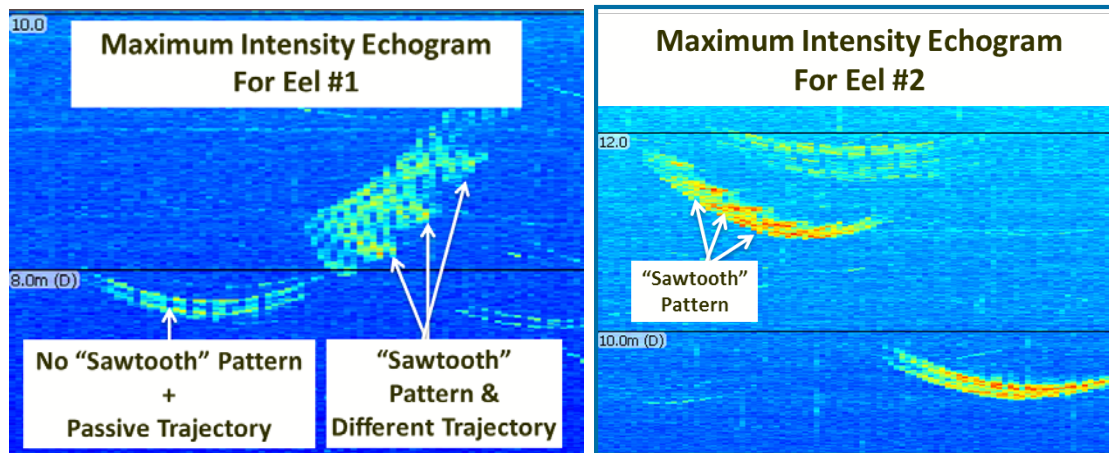 10.0
Maximum Intensity Echogram
For Eel #1
8.0m (D)
No “Sawtooth” Pattern
+
Passive Trajectory
“Sawtooth”
Pattern &
Different Trajectory
Maximum Intensity Echogram
For Eel #2
12.0
“Sawtooth”
Pattern
10.0m (D)